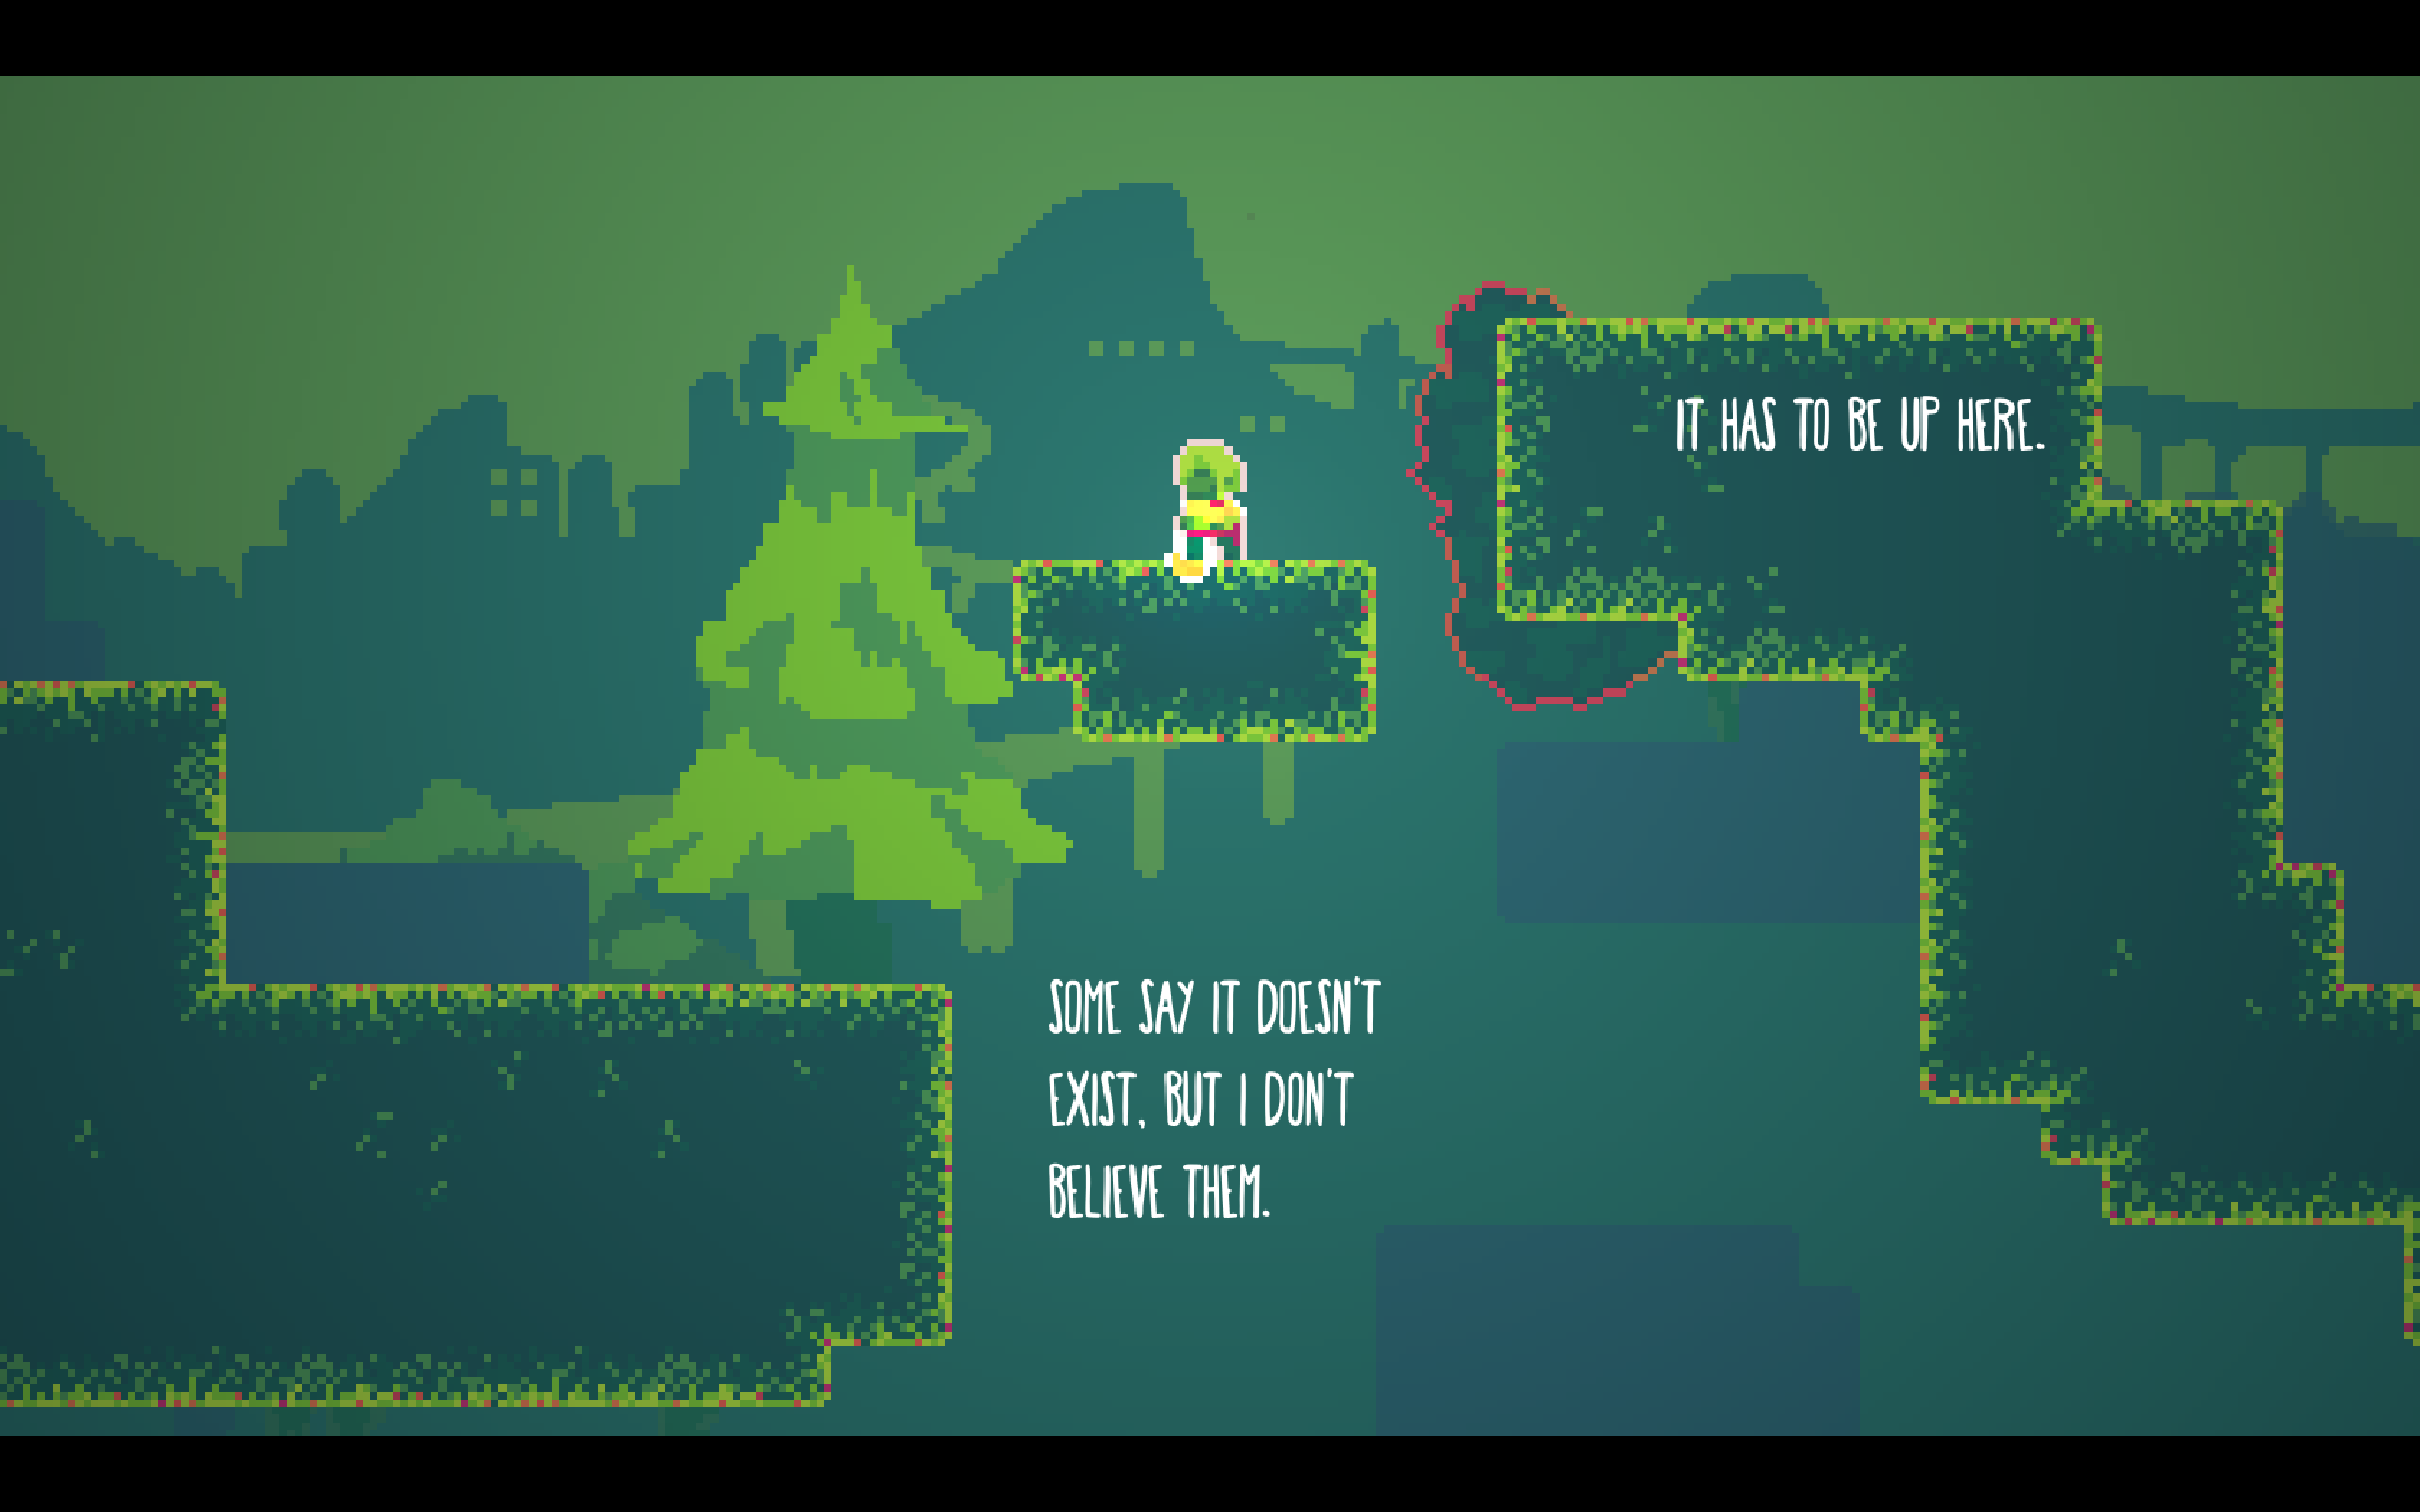 IT HAS TO BE UP HERE.
SOME SAY IT DOESN'T
EXIST, BUT I DON'T
BELIEVE THEM.